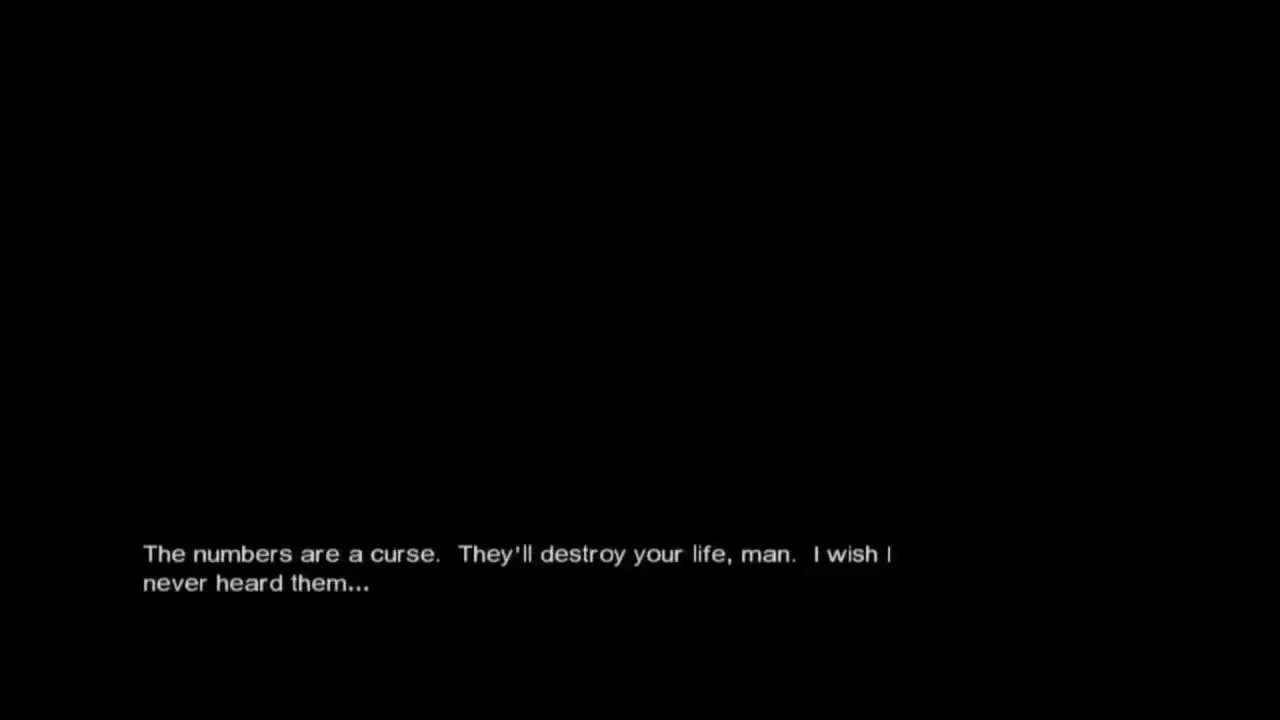 The numbers are a curse.  They'll destroy your life, man.  I wish I
never heard them...